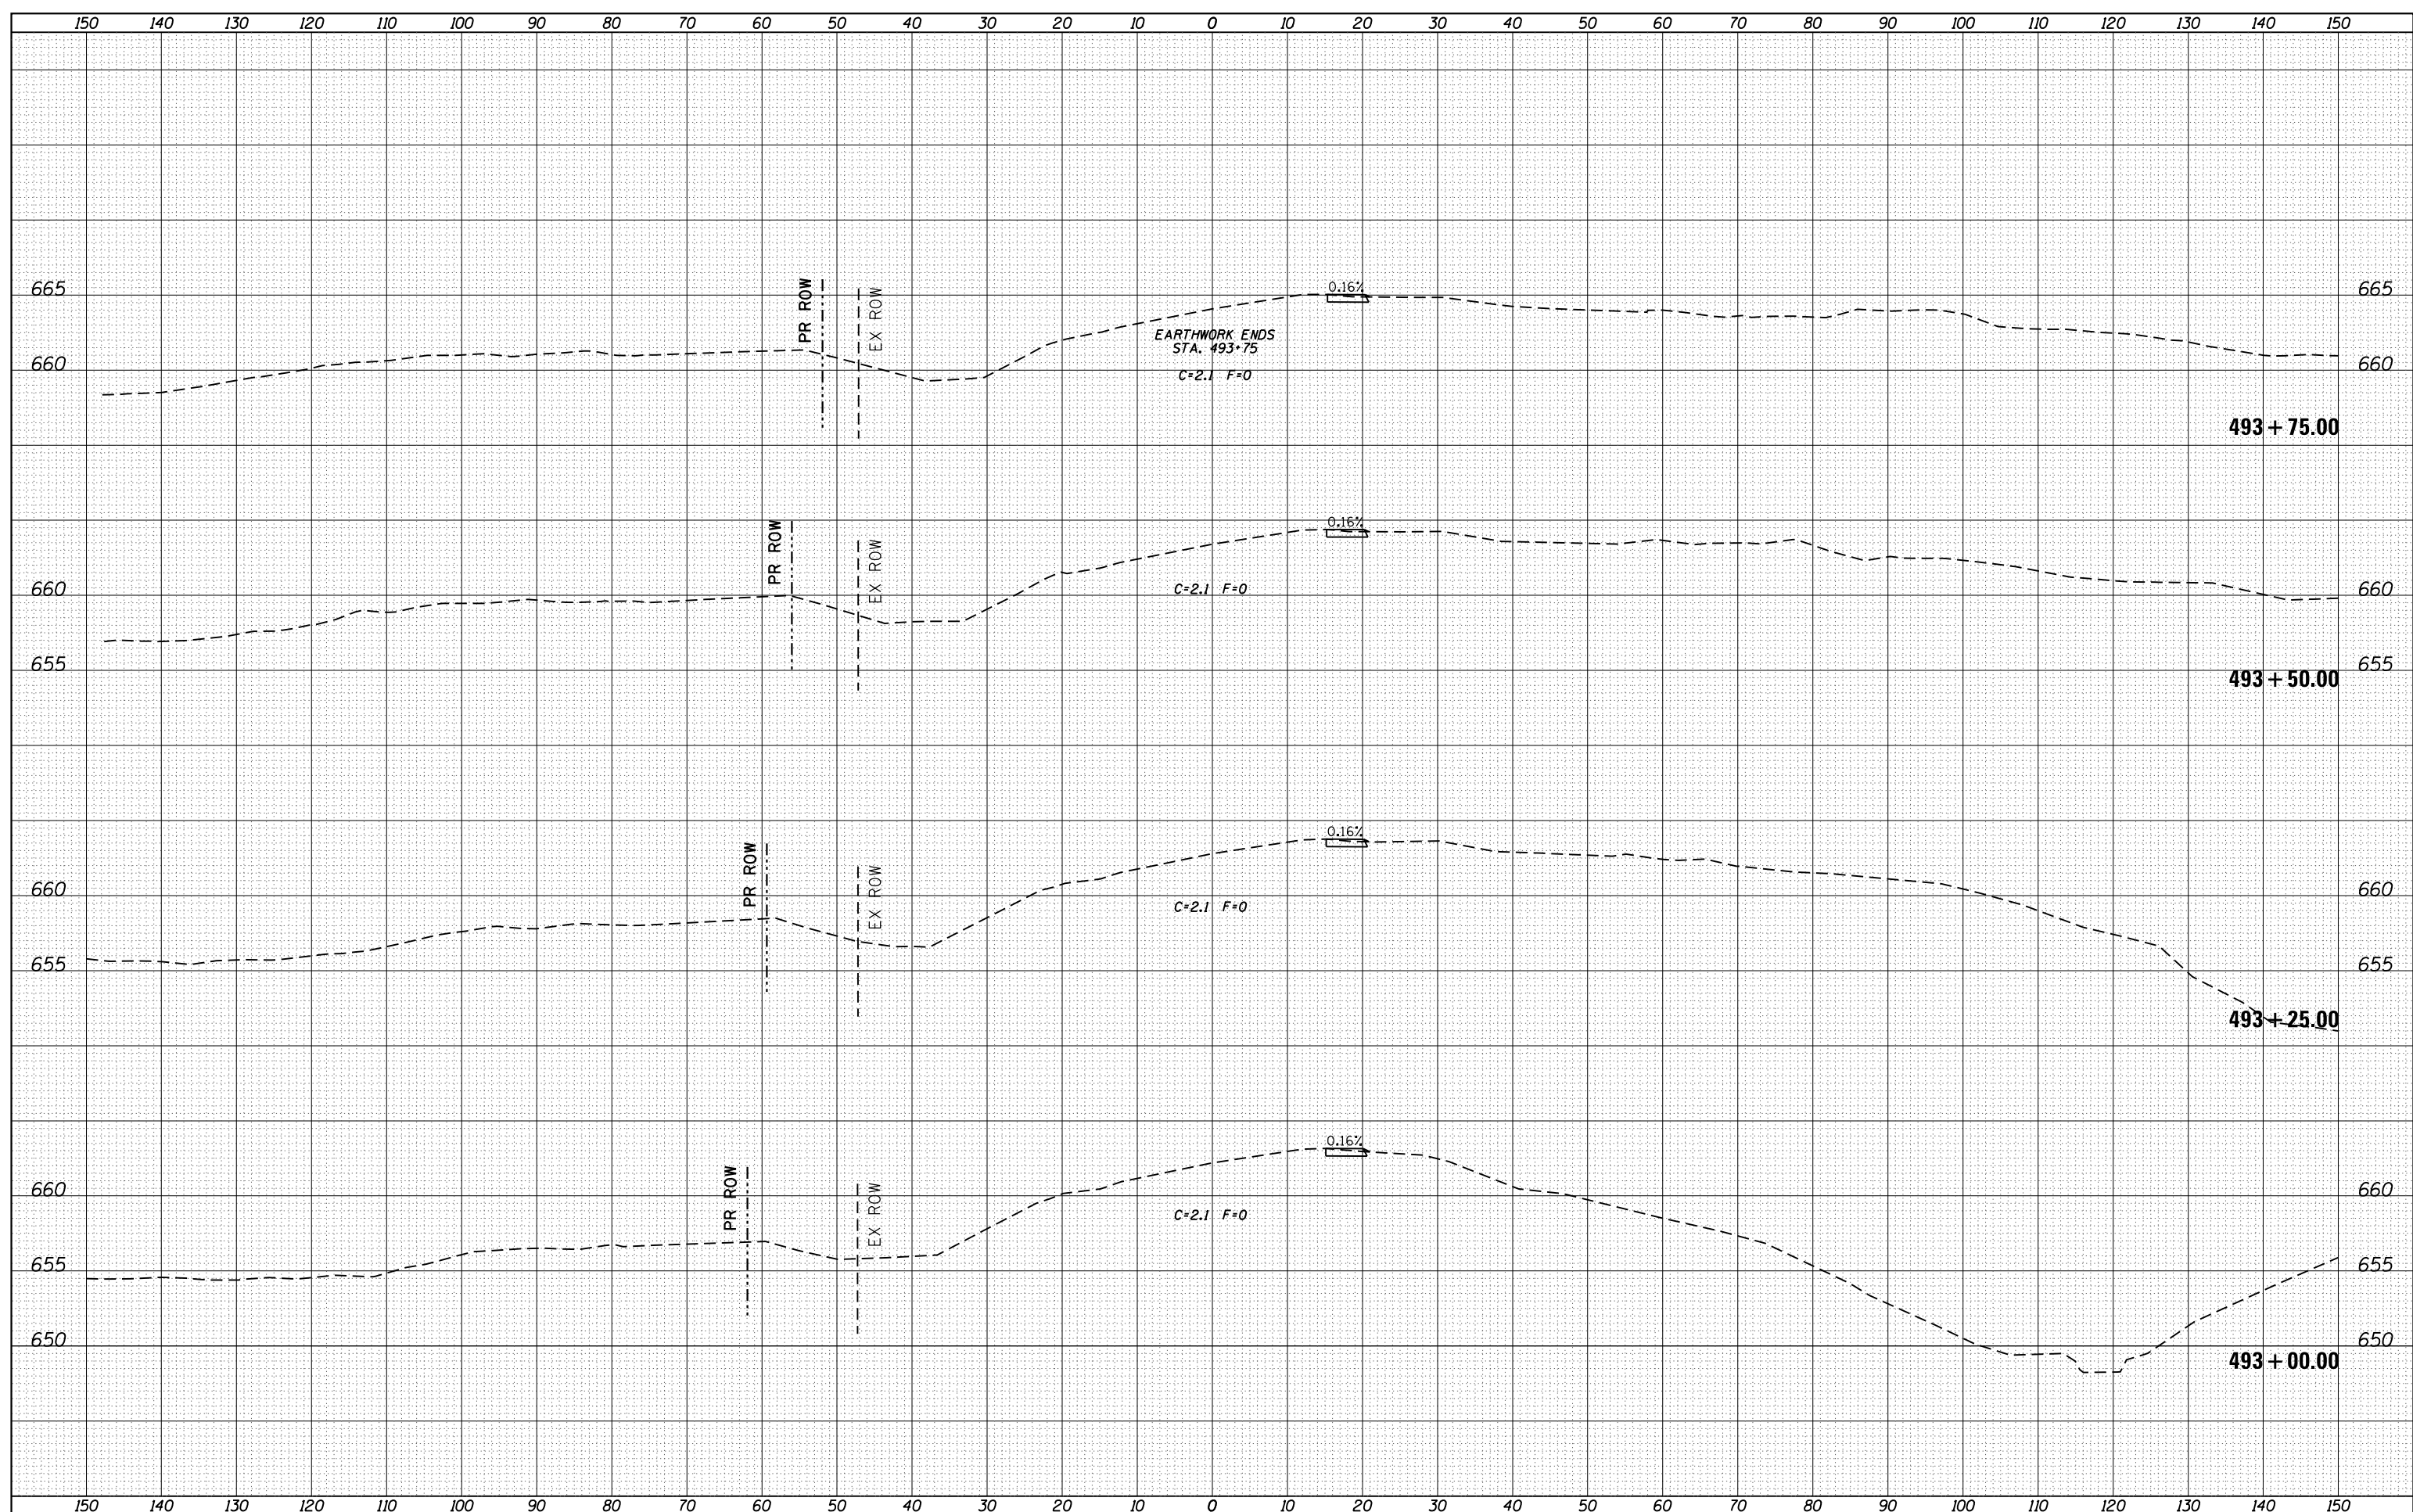 150 140 130 120 110 100 90 80 70 60 50 40 30 20 10 0 10 20 30 40 50 60 70 80 90 100 110 120 130 140 150
665 PR ROW EX ROW 0.16% 665
EARTHWORK ENDS
STA. 493+75
660 C=2.1 F=0 660
493+75.00
PR ROW EX ROW 0.16%
660 C=2.1 F=0 660
655 655
493+50.00
PR ROW EX ROW 0.16%
660 C=2.1 F=0 660
655 655
493+25.00
PR ROW EX ROW 0.16%
660 660
C=2.1 F=0
655 655
650 650
493+00.00
150 140 130 120 110 100 90 80 70 60 50 40 30 20 10 0 10 20 30 40 50 60 70 80 90 100 110 120 130 140 150